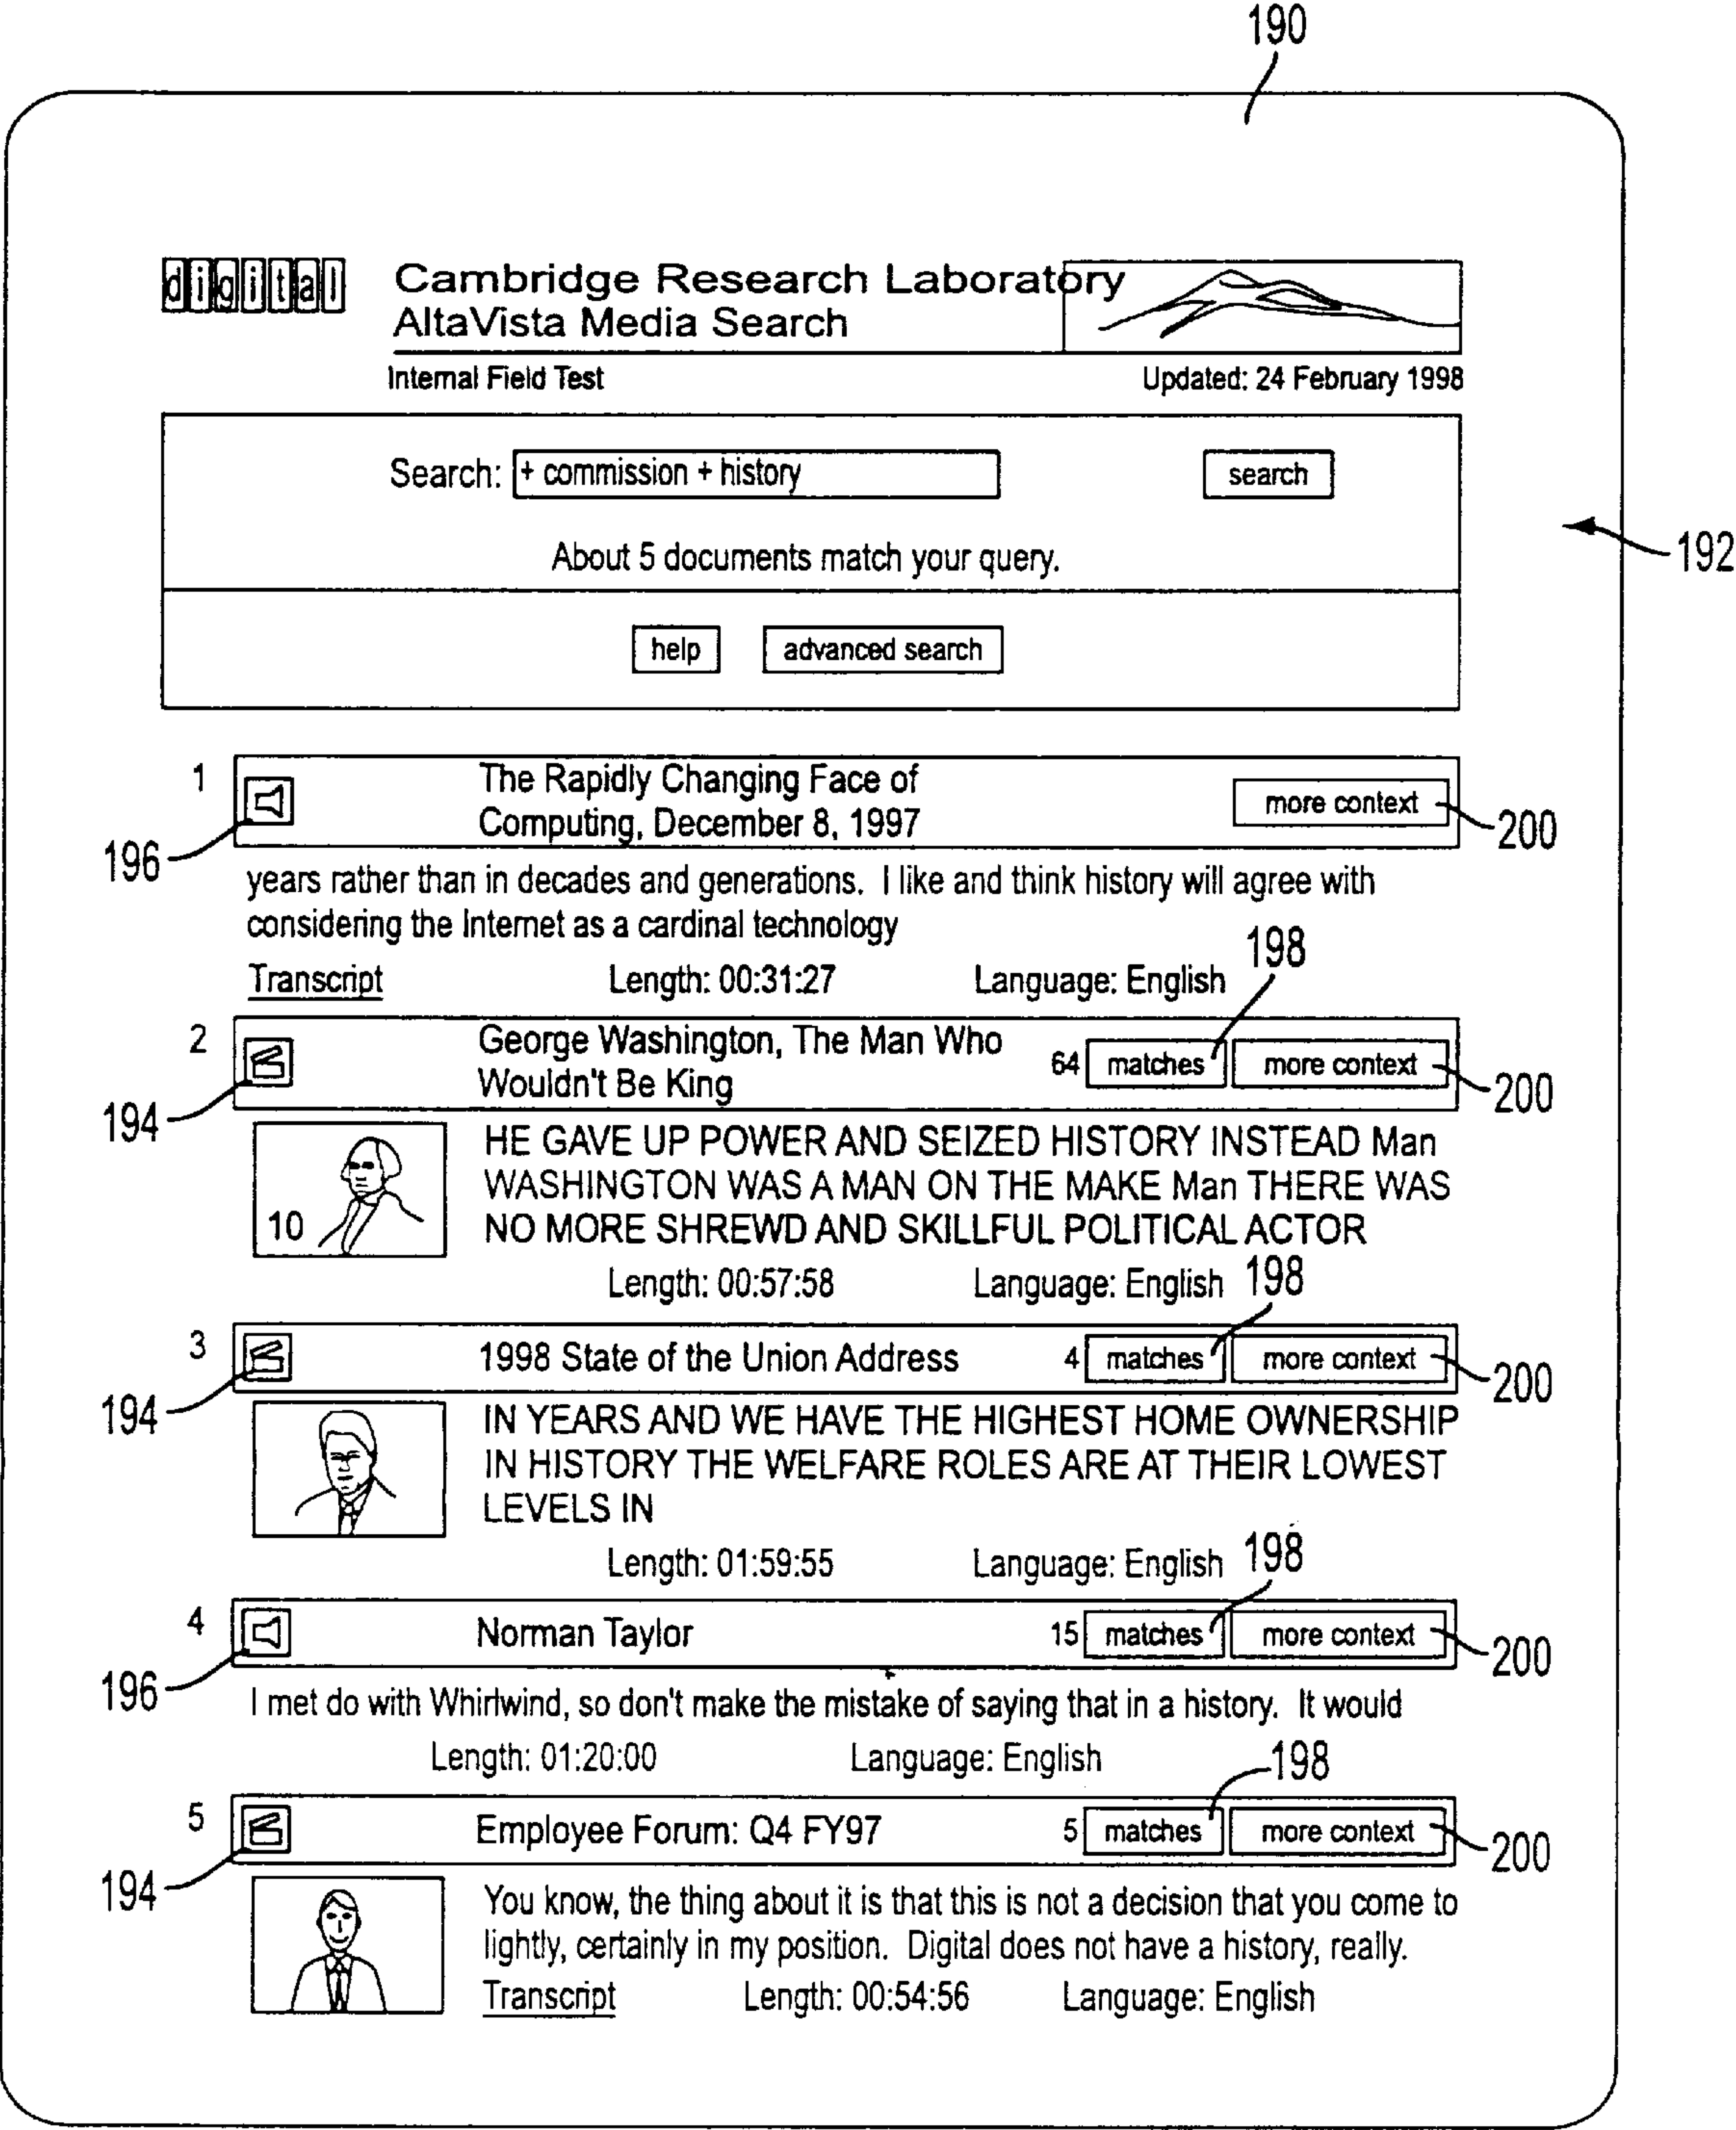 190
digital
Cambridge Research Laboratory
AltaVista Media Search
Internal Field Test
Updated: 24 February 1998
Search: + commission + history
search
About 5 documents match your query.
192
help
advanced search
1
The Rapidly Changing Face of
Computing, December 8, 1997
more context
200
196
years rather than in decades and generations. I like and think history will agree with
considering the Internet as a cardinal technology
198
Transcript Length: 00:31:27 Language: English
2
George Washington, The Man Who
Wouldn't Be King
64 matches more context
200
194
HE GAVE UP POWER AND SEIZED HISTORY INSTEAD Man
WASHINGTON WAS A MAN ON THE MAKE Man THERE WAS
NO MORE SHREWD AND SKILLFUL POLITICAL ACTOR
10
Length: 00:57:58 Language: English
198
3
1998 State of the Union Address
4 matches more context
200
194
IN YEARS AND WE HAVE THE HIGHEST HOME OWNERSHIP
IN HISTORY THE WELFARE ROLES ARE AT THEIR LOWEST
LEVELS IN
Length: 01:59:55 Language: English
198
4
Norman Taylor
15 matches more context
200
196
I met do with Whirlwind, so don't make the mistake of saying that in a history. It would
Length: 01:20:00 Language: English
198
5
Employee Forum: Q4 FY97
5 matches more context
200
194
You know, the thing about it is that this is not a decision that you come to
lightly, certainly in my position. Digital does not have a history, really.
Transcript Length: 00:54:56 Language: English